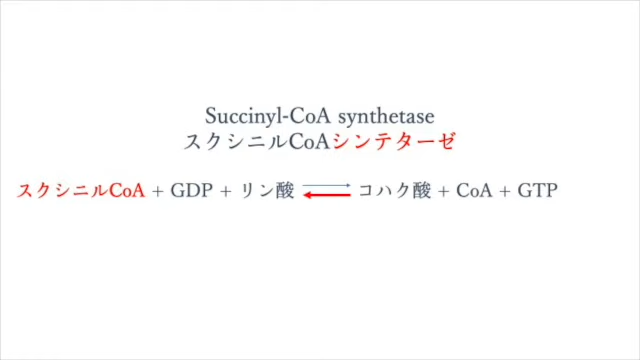 Succinyl-CoA synthetase
スクシニルCoAシンテターゼ
スクシニルCoA + GDP + リン酸 ⇄ コハク酸 + CoA + GTP